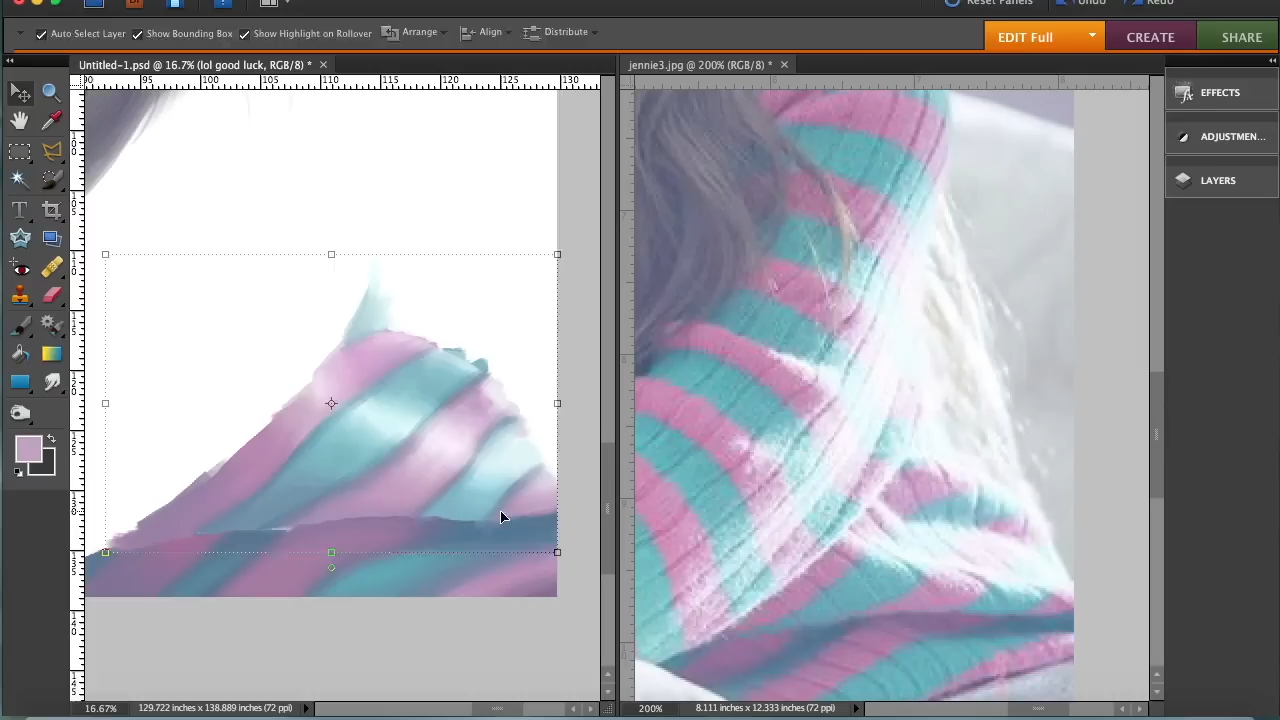 Reset Panels Undo Redo
Auto Select Layer Show Bounding Box Show Highlight on Rollover Arrange Align Distribute EDIT Full CREATE SHARE
Untitled-1.psd @ 16.7% (lol good luck, RGB/8) * × jennie3.jpg @ 200% (RGB/8) * ×
90 95 100 105 110 115 120 125 130
EFFECTS
ADJUSTMEN...
LAYERS
16.67% 129.722 inches x 138.889 inches (72 ppi) 200% 8.111 inches x 12.333 inches (72 ppi)